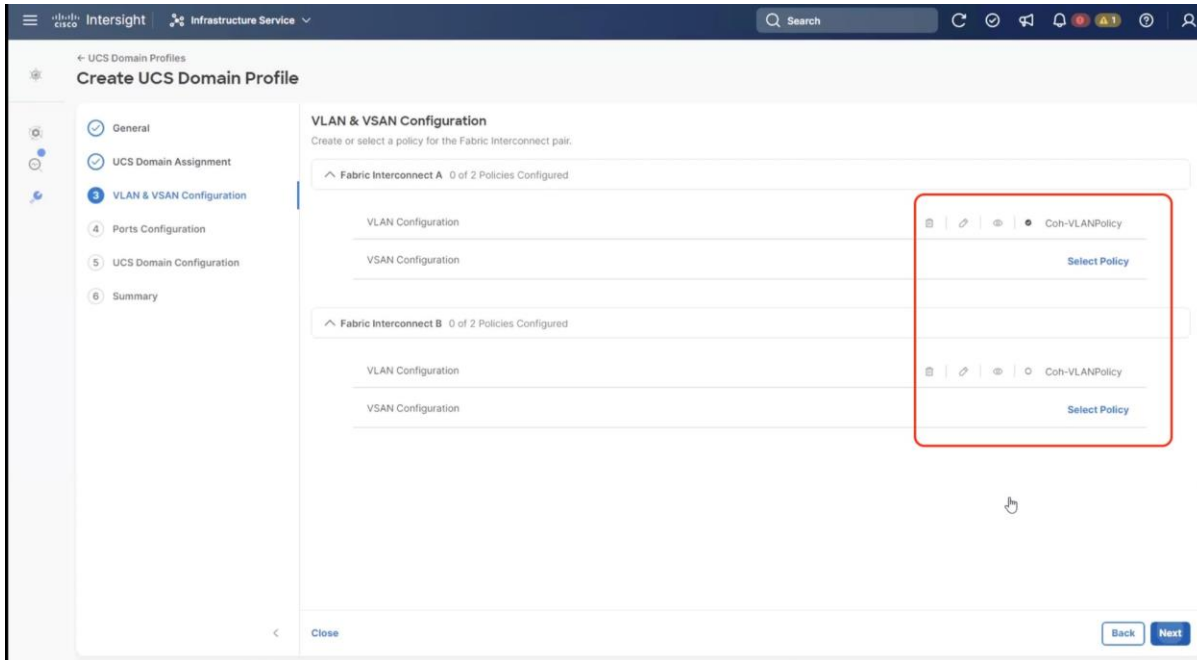 cisco Intersight Infrastructure Service
Search
0 1
← UCS Domain Profiles
Create UCS Domain Profile
General
UCS Domain Assignment
3 VLAN & VSAN Configuration
4 Ports Configuration
5 UCS Domain Configuration
6 Summary
VLAN & VSAN Configuration
Create or select a policy for the Fabric Interconnect pair.
Fabric Interconnect A 0 of 2 Policies Configured
VLAN Configuration Coh-VLANPolicy
VSAN Configuration Select Policy
Fabric Interconnect B 0 of 2 Policies Configured
VLAN Configuration Coh-VLANPolicy
VSAN Configuration Select Policy
Close Back Next